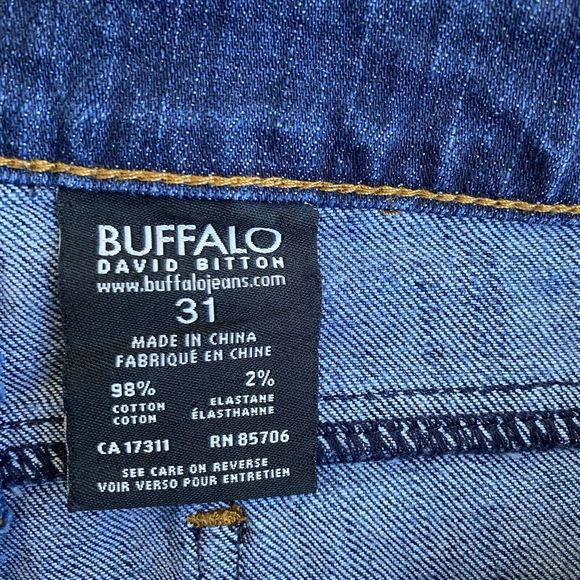 BUFFALO
DAVID BITTON
www.buffalojeans.com
31
MADE IN CHINA
FABRIQUÉ EN CHINE
98% 2%
COTTON ELASTANE
COTON ÉLASTHANNE
CA 17311 RN 85706
SEE CARE ON REVERSE
VOIR VERSO POUR ENTRETIEN